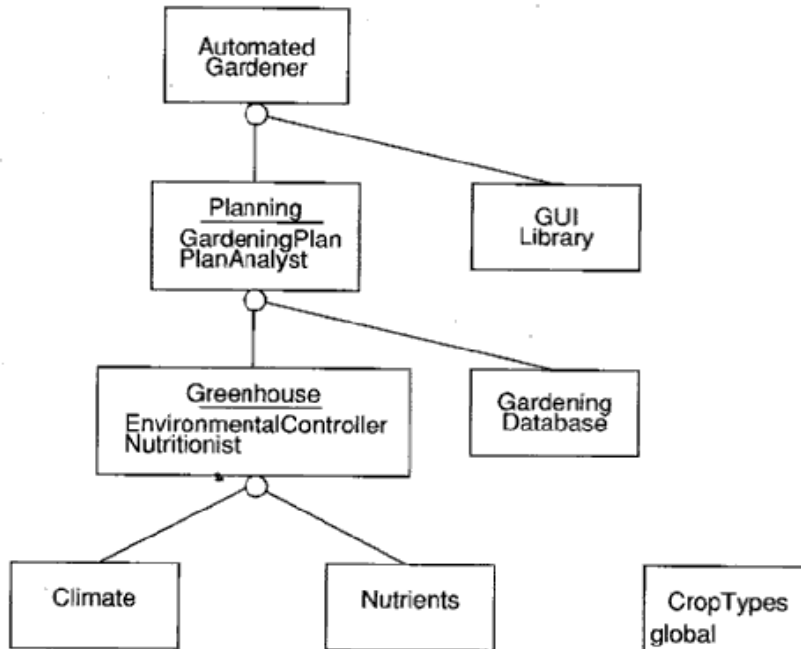 Automated
Gardener
Planning
GardeningPlan
PlanAnalyst
GUI
Library
Greenhouse
EnvironmentalController
Nutritionist
Gardening
Database
Climate
Nutrients
CropTypes
global